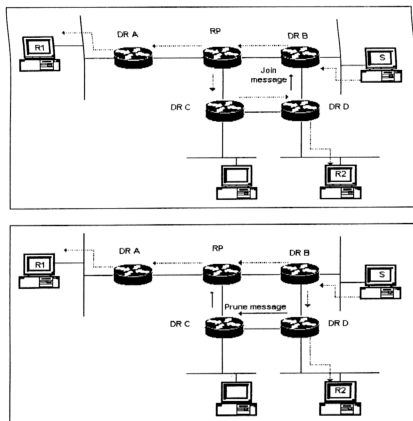 R1
DR A
RP
DR B
S
Join
message
DR C
DR D
R2
R1
DR A
RP
DR B
S
Prune message
DR C
DR D
R2